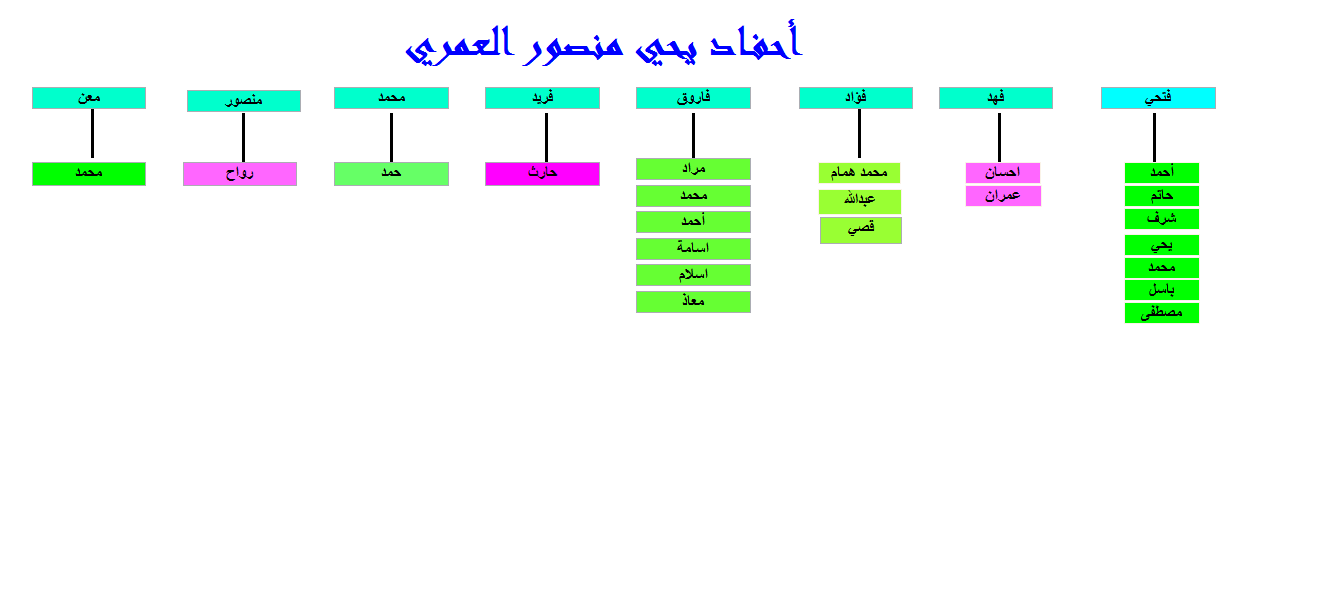 أحفاد يحي منصور العمري
فتحي
أحمد
حاتم
شرف
يحي
محمد
باسل
مصطفى
فهد
احسان
عمران
فؤاد
محمد همام
عبدالله
قصي
فاروق
مراد
محمد
أحمد
اسامة
اسلام
معاذ
فريد
حارث
محمد
حمد
منصور
رواح
معن
محمد